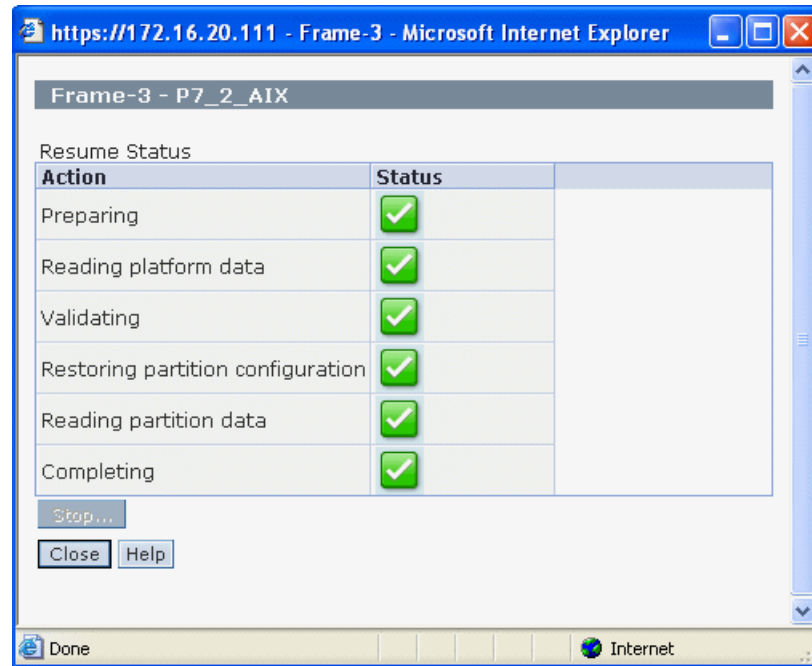 https://172.16.20.111 - Frame-3 - Microsoft Internet Explorer
Frame-3 - P7_2_AIX
Resume Status
Action Status
Preparing
Reading platform data
Validating
Restoring partition configuration
Reading partition data
Completing
Stop...
Close Help
Done Internet